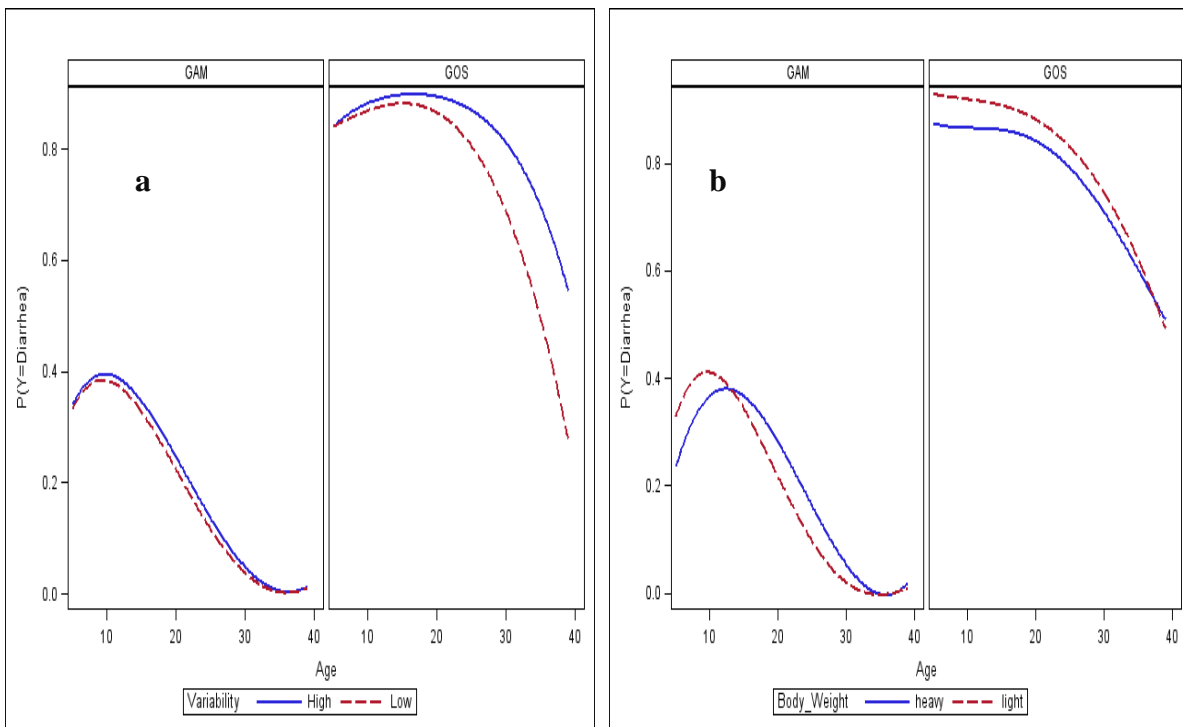 GAM GOS
a
P(Y=Diarrhea)
0.8
0.6
0.4
0.2
0.0
10 20 30 40 10 20 30 40
Age
Variability High Low
GAM GOS
b
P(Y=Diarrhea)
0.8
0.6
0.4
0.2
0.0
10 20 30 40 10 20 30 40
Age
Body_Weight heavy light